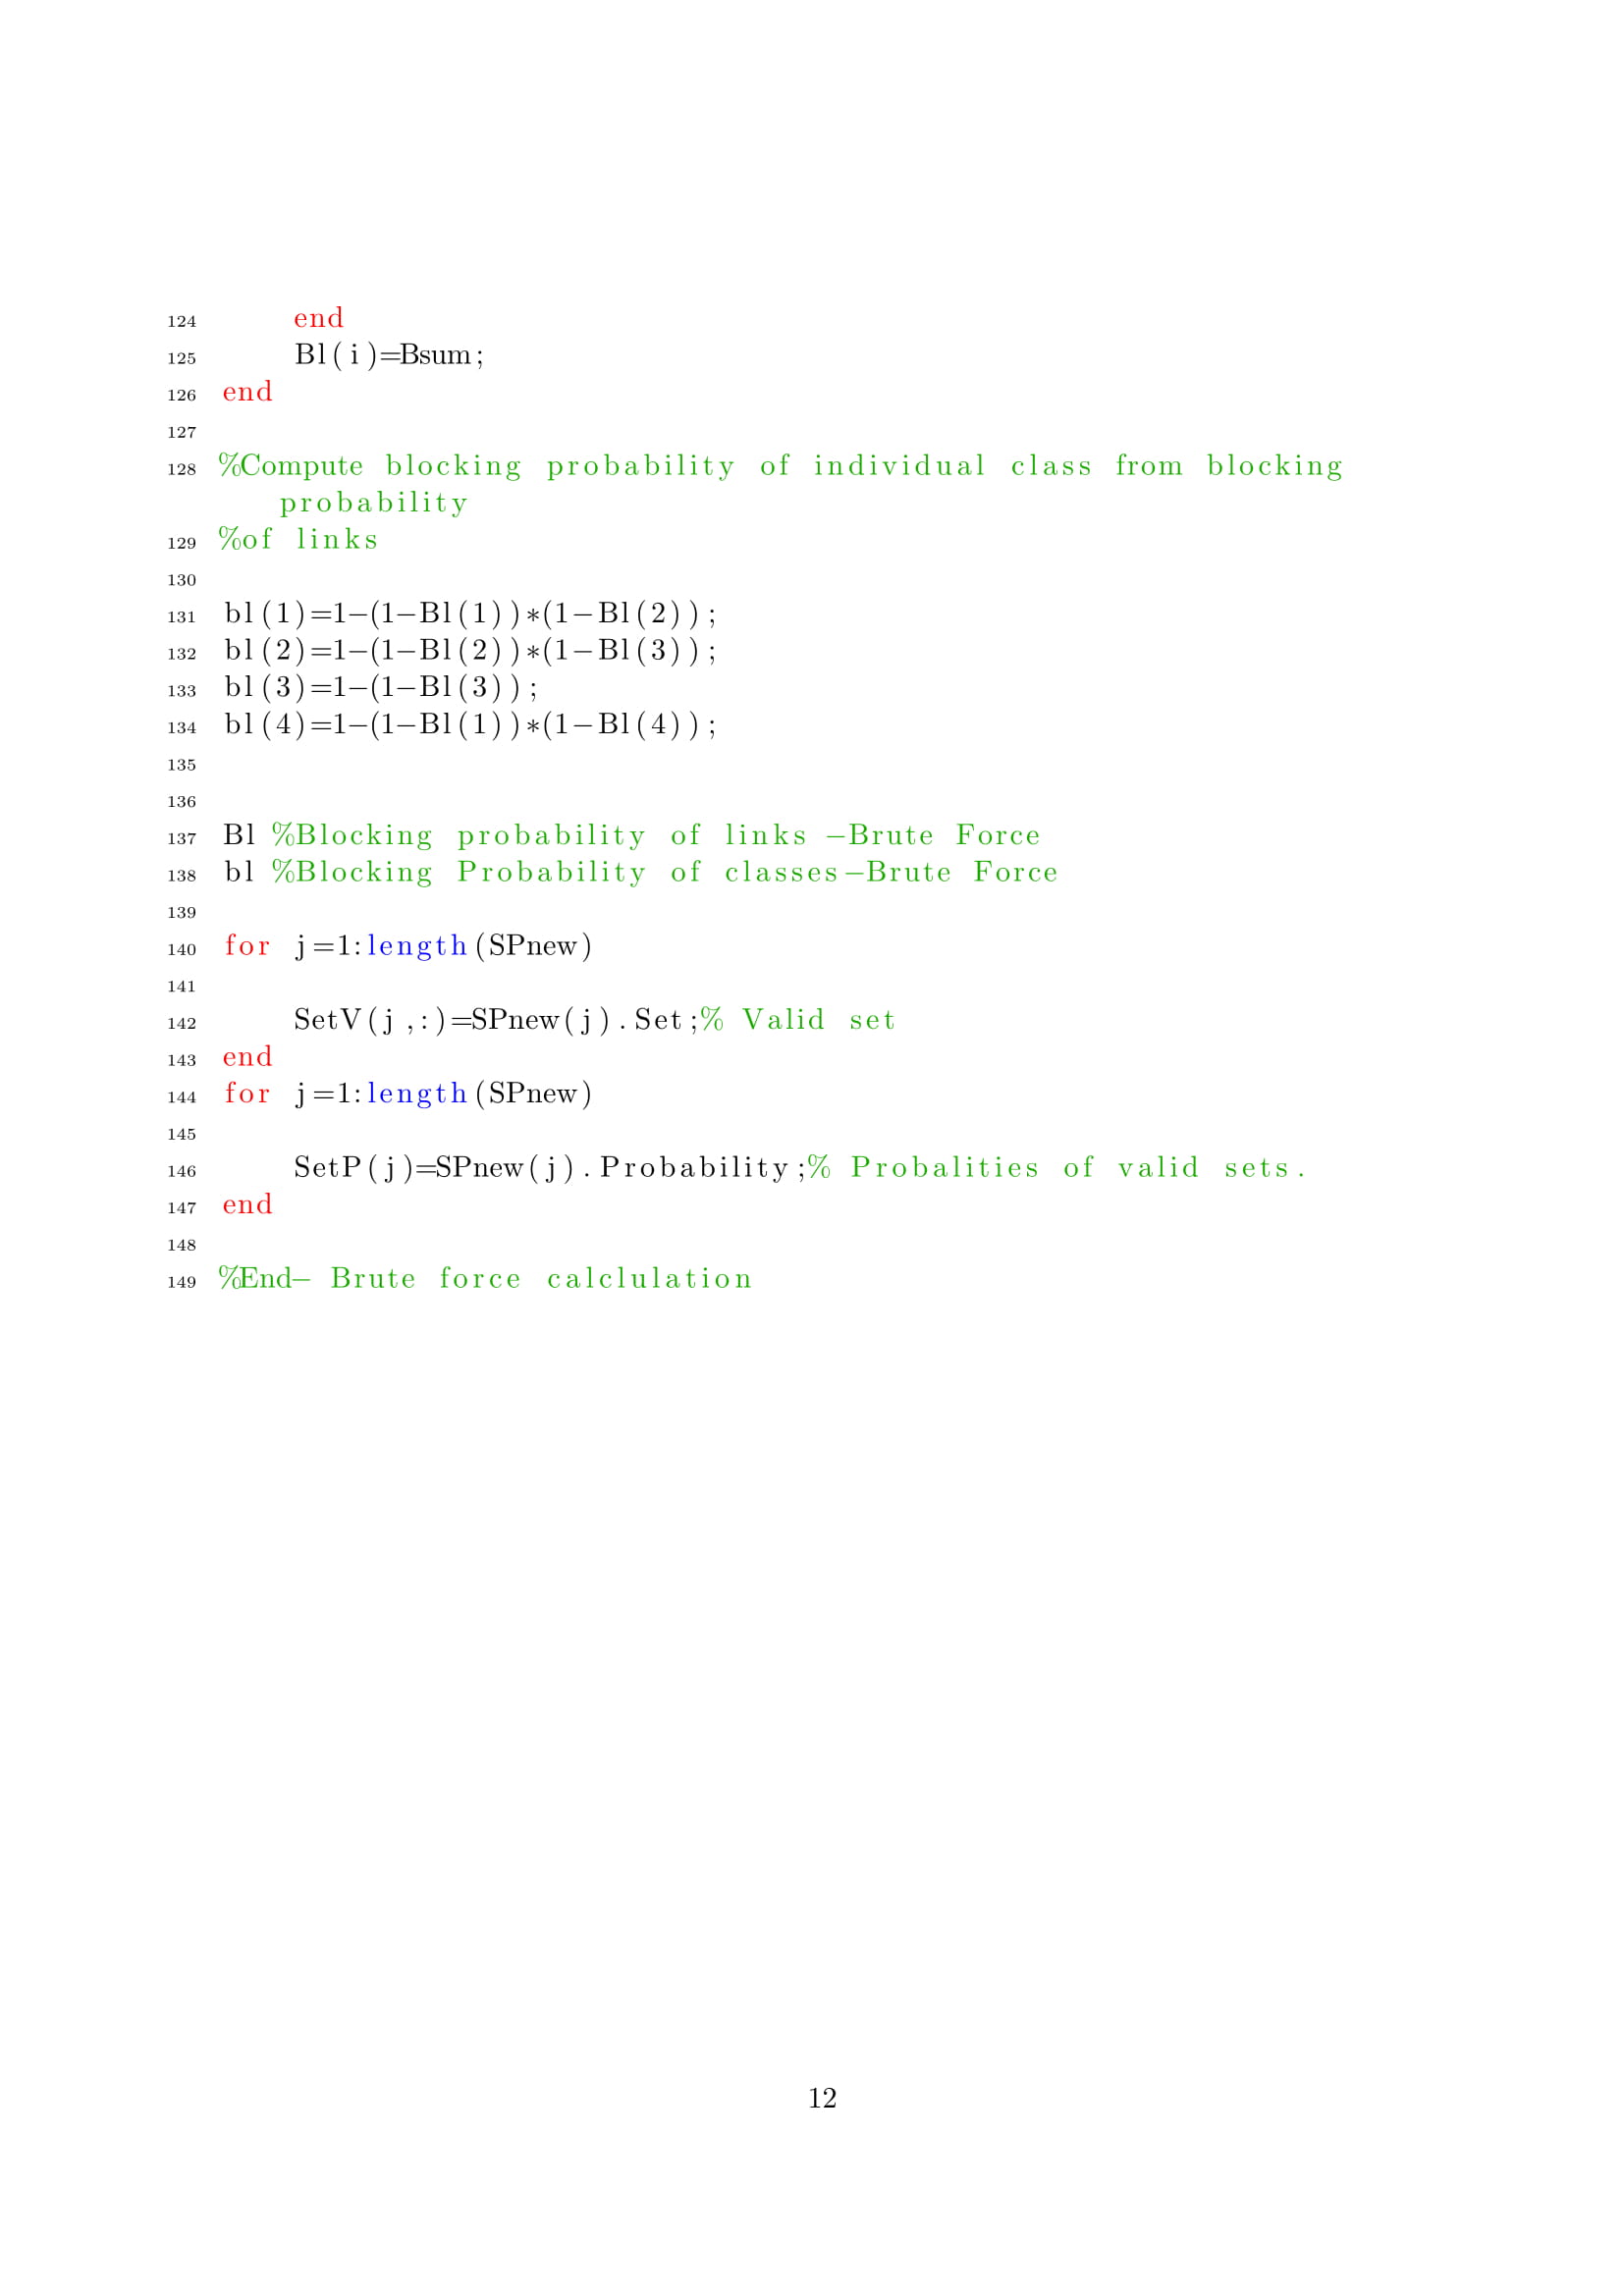 124 end
125 Bl(i)=Bsum;
126 end
127
128 %Compute blocking probability of individual class from blocking
probability
129 %of links
130
131 bl(1)=1-(1-Bl(1))*(1-Bl(2));
132 bl(2)=1-(1-Bl(2))*(1-Bl(3));
133 bl(3)=1-(1-Bl(3));
134 bl(4)=1-(1-Bl(1))*(1-Bl(4));
135
136
137 Bl %Blocking probability of links -Brute Force
138 bl %Blocking Probability of classes-Brute Force
139
140 for j=1:length(SPnew)
141
142 SetV(j,:)=SPnew(j).Set;% Valid set
143 end
144 for j=1:length(SPnew)
145
146 SetP(j)=SPnew(j).Probability;% Probalities of valid sets.
147 end
148
149 %End- Brute force calclulation
12